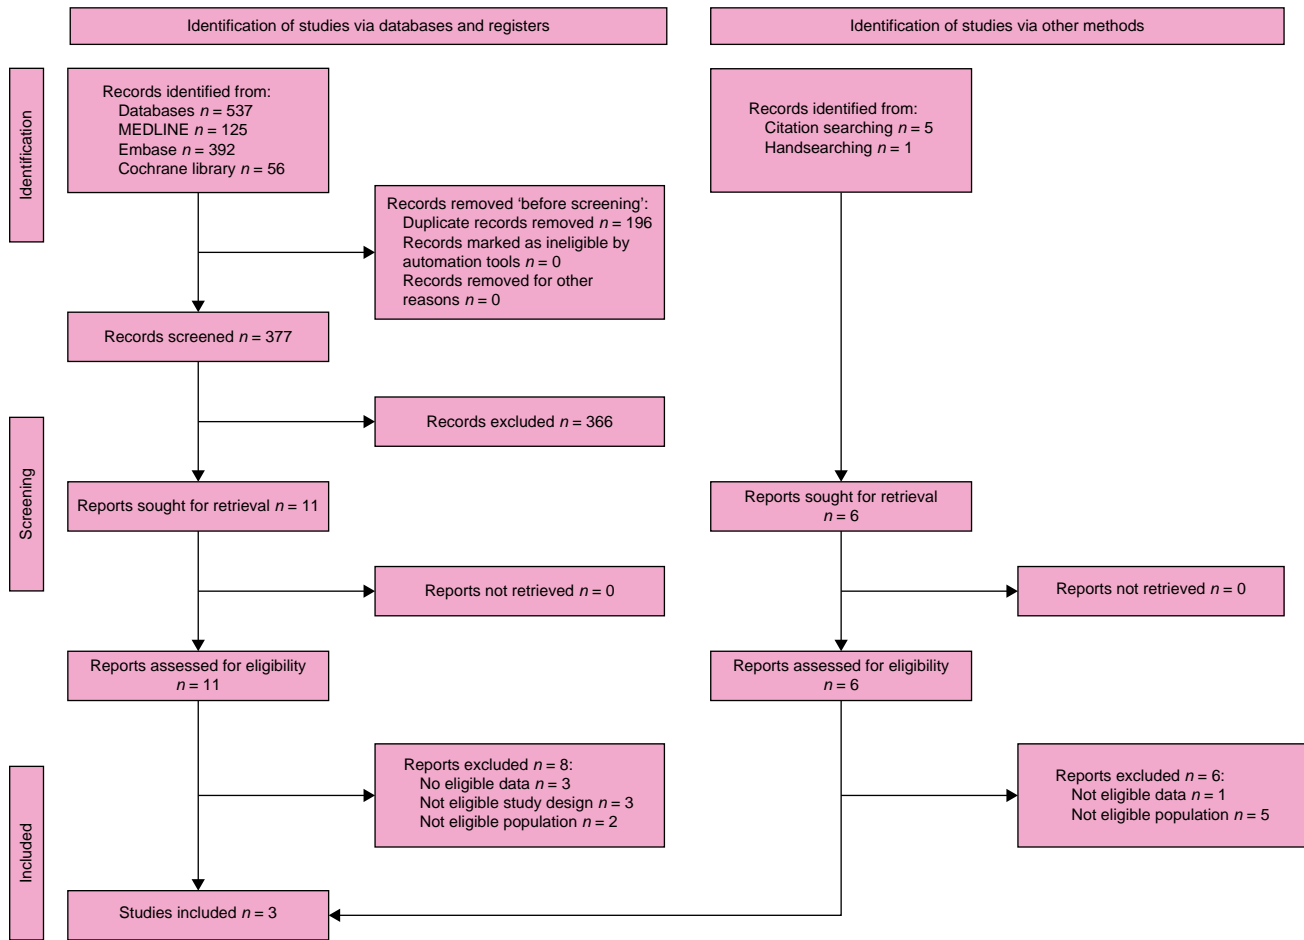 Identification of studies via databases and registers
Identification of studies via other methods
Identification
Records identified from:
Databases n = 537
MEDLINE n = 125
Embase n = 392
Cochrane library n = 56
Records identified from:
Citation searching n = 5
Handsearching n = 1
Records removed ‘before screening’:
Duplicate records removed n = 196
Records marked as ineligible by
automation tools n = 0
Records removed for other
reasons n = 0
Records screened n = 377
Screening
Records excluded n = 366
Reports sought for retrieval n = 11
Reports sought for retrieval
n = 6
Reports not retrieved n = 0
Reports not retrieved n = 0
Reports assessed for eligibility
n = 11
Reports assessed for eligibility
n = 6
Included
Reports excluded n = 8:
No eligible data n = 3
Not eligible study design n = 3
Not eligible population n = 2
Reports excluded n = 6:
Not eligible data n = 1
Not eligible population n = 5
Studies included n = 3